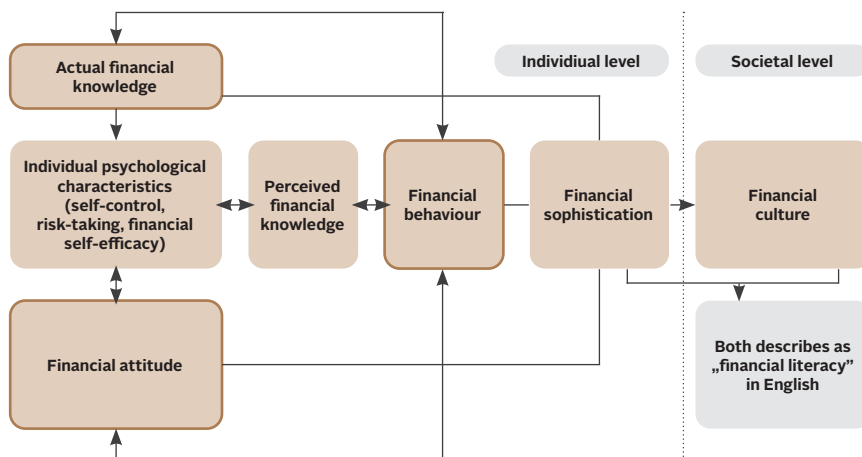 Individiual level
Societal level
Actual financial
knowledge
Individual psychological
characteristics
(self-control,
risk-taking, financial
self-efficacy)
Perceived
financial
knowledge
Financial
behaviour
Financial
sophistication
Financial
culture
Financial attitude
Both describes as
„financial literacy”
in English